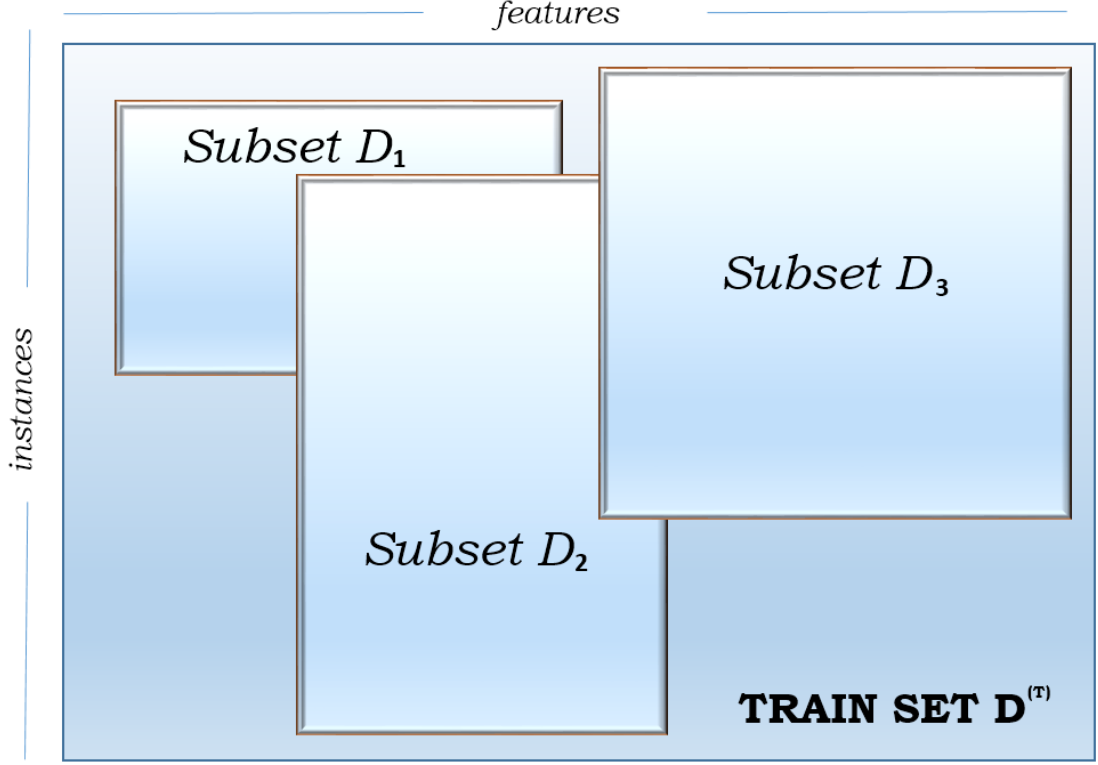 features
instances
Subset D₁
Subset D₃
Subset D₂
TRAIN SET D⁽ᵀ⁾